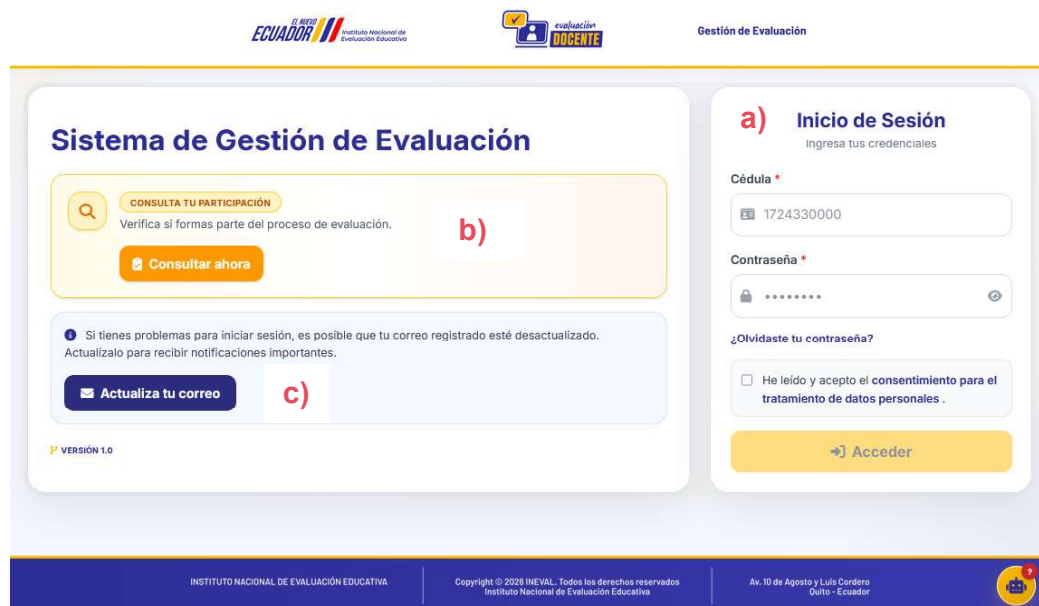 EL NUEVO
ECUADOR
Instituto Nacional de
Evaluación Educativa
evaluación
DOCENTE
Gestión de Evaluación
Sistema de Gestión de Evaluación
CONSULTA TU PARTICIPACIÓN
Verifica si formas parte del proceso de evaluación.
b)
Consultar ahora
Si tienes problemas para iniciar sesión, es posible que tu correo registrado esté desactualizado.
Actualízalo para recibir notificaciones importantes.
Actualiza tu correo
c)
VERSIÓN 1.0
a)
Inicio de Sesión
Ingresa tus credenciales
Cédula *
1724330000
Contraseña *
••••••••
¿Olvidaste tu contraseña?
He leído y acepto el consentimiento para el
tratamiento de datos personales .
Acceder
INSTITUTO NACIONAL DE EVALUACIÓN EDUCATIVA
Copyright © 2026 INEVAL. Todos los derechos reservados
Instituto Nacional de Evaluación Educativa
Av. 10 de Agosto y Luis Cordero
Quito - Ecuador
?